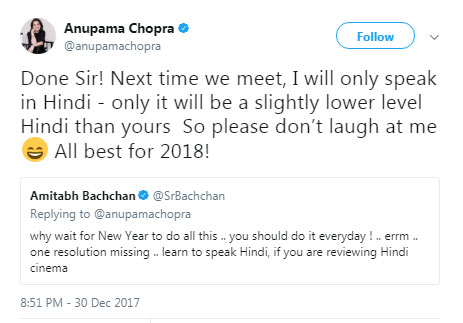 Anupama Chopra
@anupamachopra
Follow
Done Sir! Next time we meet, I will only speak
in Hindi - only it will be a slightly lower level
Hindi than yours  So please don’t laugh at me
😄 All best for 2018!
Amitabh Bachchan @SrBachchan
Replying to @anupamachopra
why wait for New Year to do all this .. you should do it everyday ! .. errm ..
one resolution missing .. learn to speak Hindi, if you are reviewing Hindi
cinema
8:51 PM - 30 Dec 2017